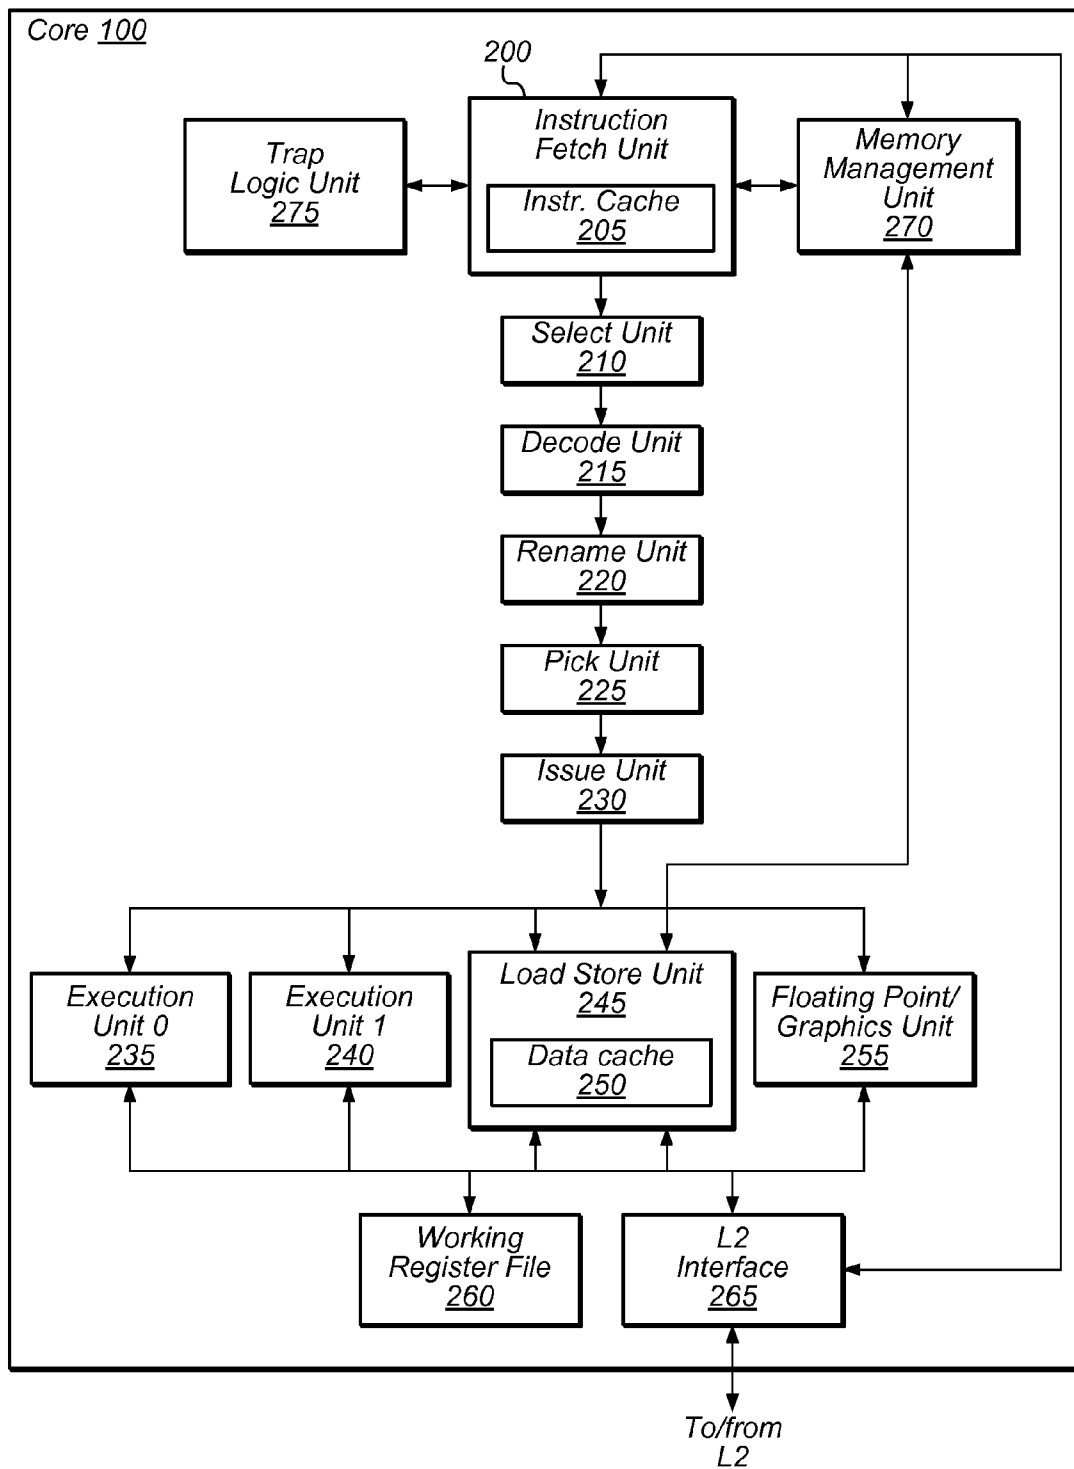 Core 100
200
Instruction
Fetch Unit
Instr. Cache
205
Trap
Logic Unit
275
Memory
Management
Unit
270
Select Unit
210
Decode Unit
215
Rename Unit
220
Pick Unit
225
Issue Unit
230
Execution
Unit 0
235
Execution
Unit 1
240
Load Store Unit
245
Data cache
250
Floating Point/
Graphics Unit
255
Working
Register File
260
L2
Interface
265
To/from
L2